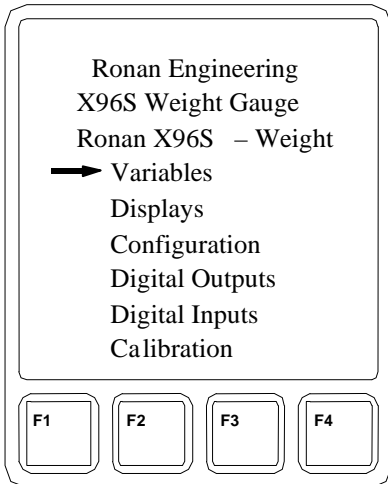 Ronan Engineering
X96S Weight Gauge
Ronan X96S – Weight
Variables
Displays
Configuration
Digital Outputs
Digital Inputs
Calibration
F1 F2 F3 F4